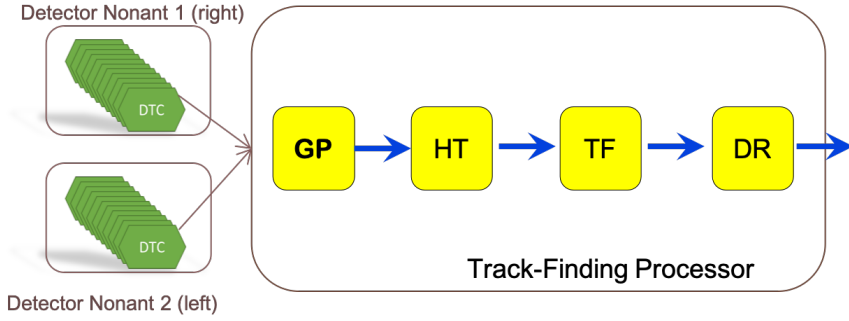 Detector Nonant 1 (right)
DTC
GP
HT
TF
DR
DTC
Track-Finding Processor
Detector Nonant 2 (left)